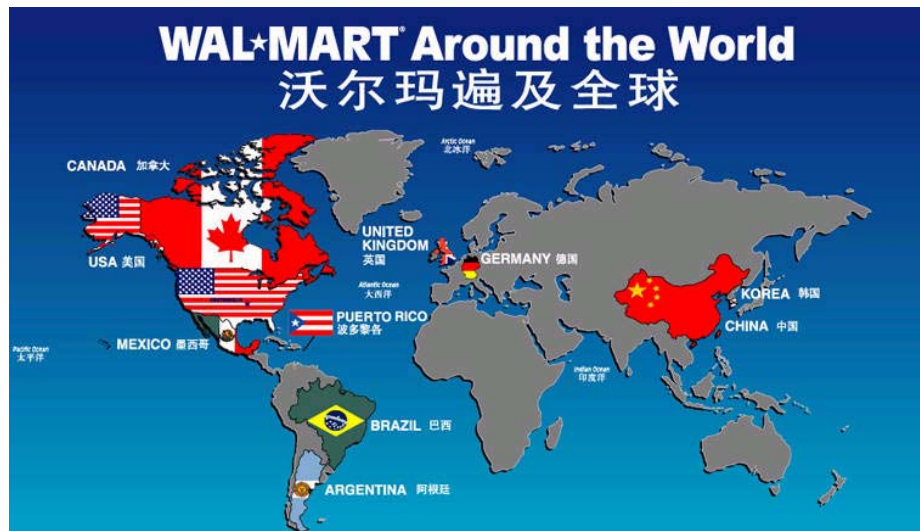 WAL★MART® Around the World
沃尔玛遍及全球
Arctic Ocean
北冰洋
CANADA 加拿大
UNITED
KINGDOM
英国
GERMANY 德国
USA 美国
Atlantic Ocean
大西洋
KOREA 韩国
PUERTO RICO
波多黎各
CHINA 中国
MEXICO 墨西哥
Pacific Ocean
太平洋
Indian Ocean
印度洋
BRAZIL 巴西
ARGENTINA 阿根廷